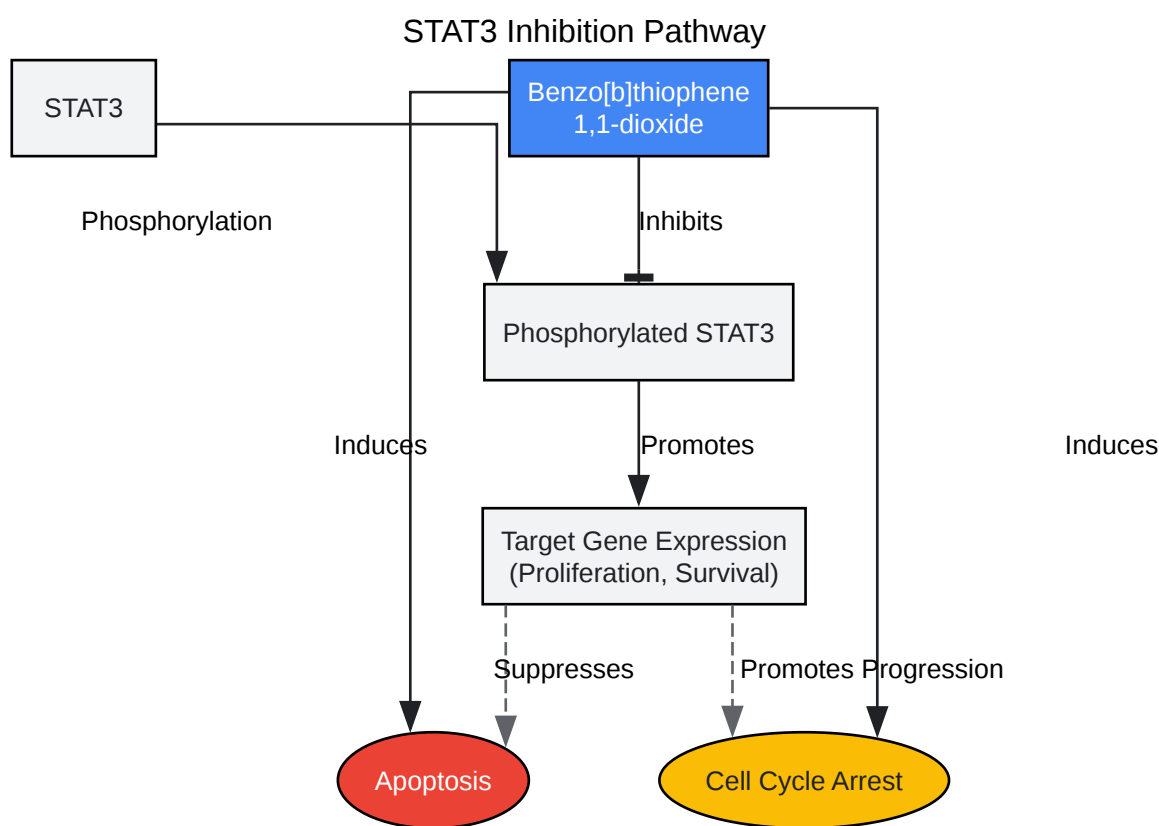 STAT3 Inhibition Pathway
STAT3
Benzo[b]thiophene
1,1-dioxide
Phosphorylation
Inhibits
Phosphorylated STAT3
Induces
Promotes
Induces
Target Gene Expression
(Proliferation, Survival)
Suppresses
Promotes Progression
Apoptosis
Cell Cycle Arrest